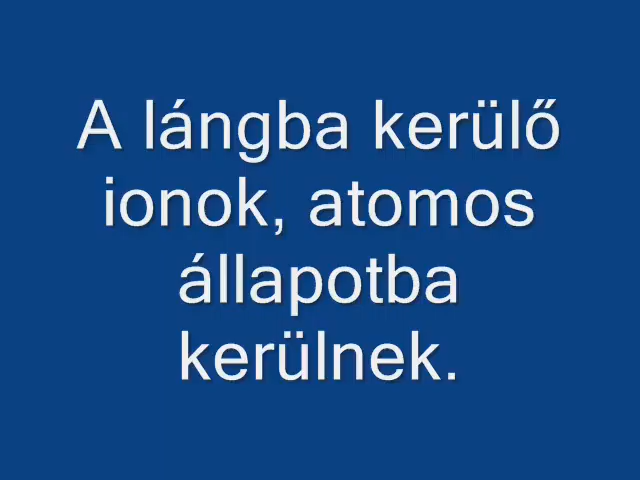 A lángba kerülő
ionok, atomos
állapotba
kerülnek.